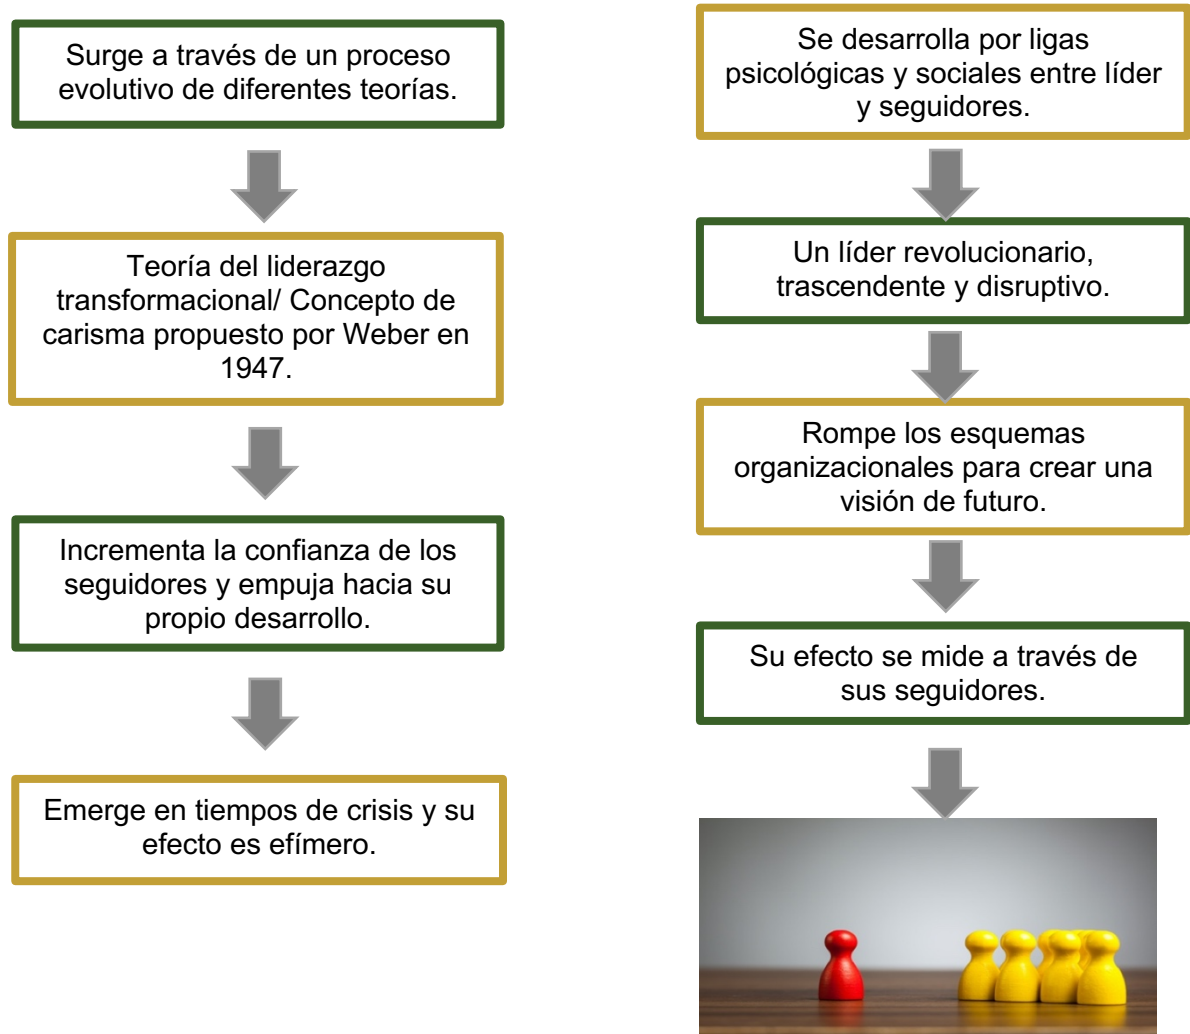 Surge a través de un proceso
evolutivo de diferentes teorías.
Teoría del liderazgo
transformacional/ Concepto de
carisma propuesto por Weber en
1947.
Incrementa la confianza de los
seguidores y empuja hacia su
propio desarrollo.
Emerge en tiempos de crisis y su
efecto es efímero.
Se desarrolla por ligas
psicológicas y sociales entre líder
y seguidores.
Un líder revolucionario,
trascendente y disruptivo.
Rompe los esquemas
organizacionales para crear una
visión de futuro.
Su efecto se mide a través de
sus seguidores.